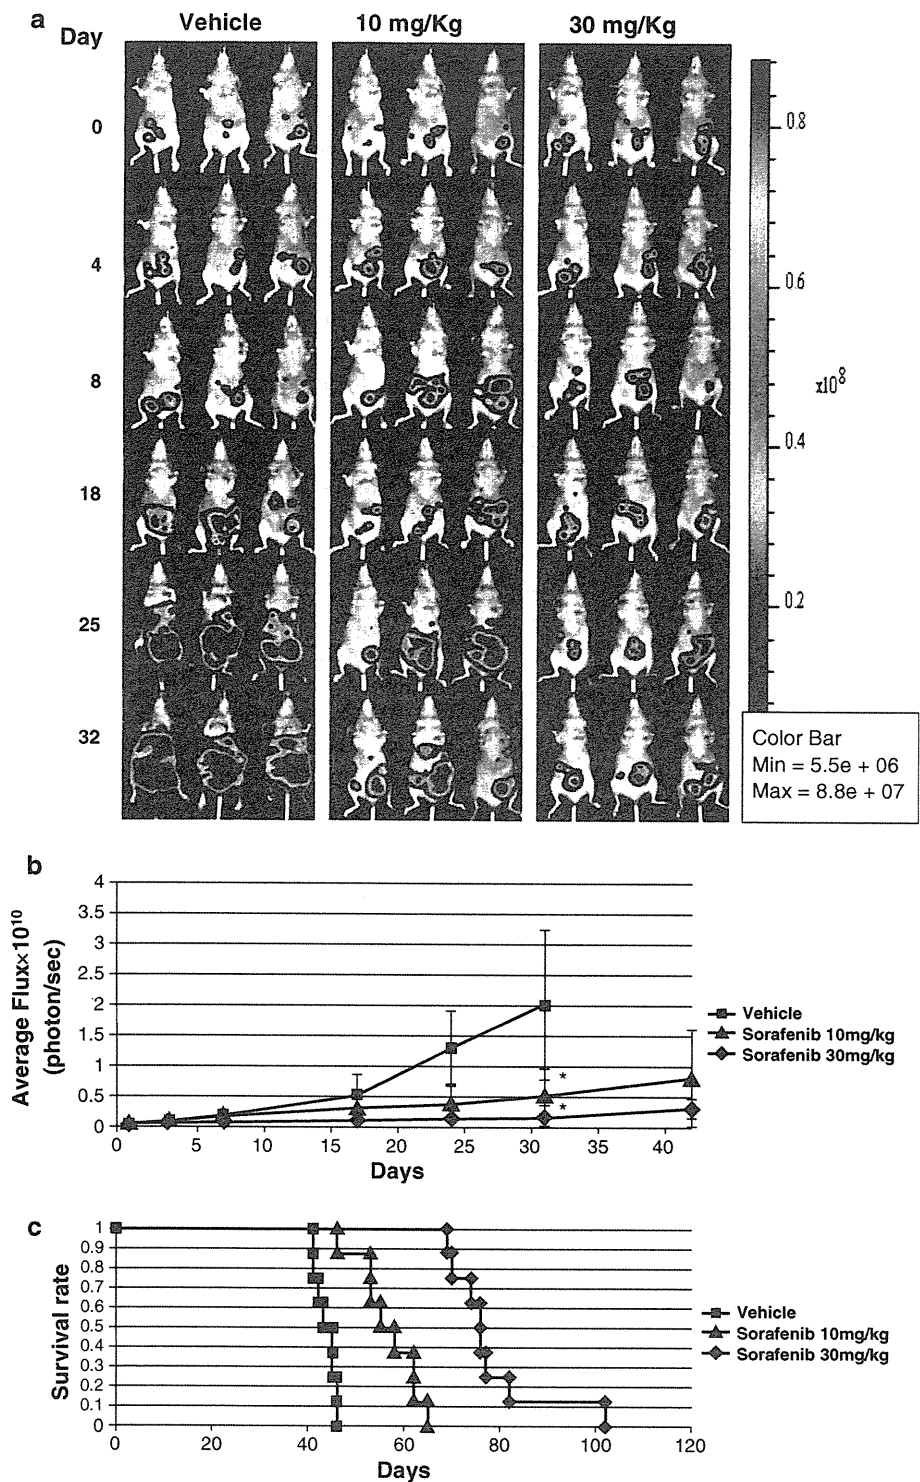 a
Vehicle 10 mg/Kg 30 mg/Kg
Day
0
4
8
18
25
32
0.8
0.6
x10⁸
0.4
0.2
Color Bar
Min = 5.5e + 06
Max = 8.8e + 07
b
Average Flux×10¹⁰
(photon/sec)
4
3.5
3
2.5
2
1.5
1
0.5
0
*
*
0 5 10 15 20 25 30 35 40
Days
Vehicle
Sorafenib 10mg/kg
Sorafenib 30mg/kg
c
Survival rate
1
0.9
0.8
0.7
0.6
0.5
0.4
0.3
0.2
0.1
0
0 20 40 60 80 100 120
Days
Vehicle
Sorafenib 10mg/kg
Sorafenib 30mg/kg